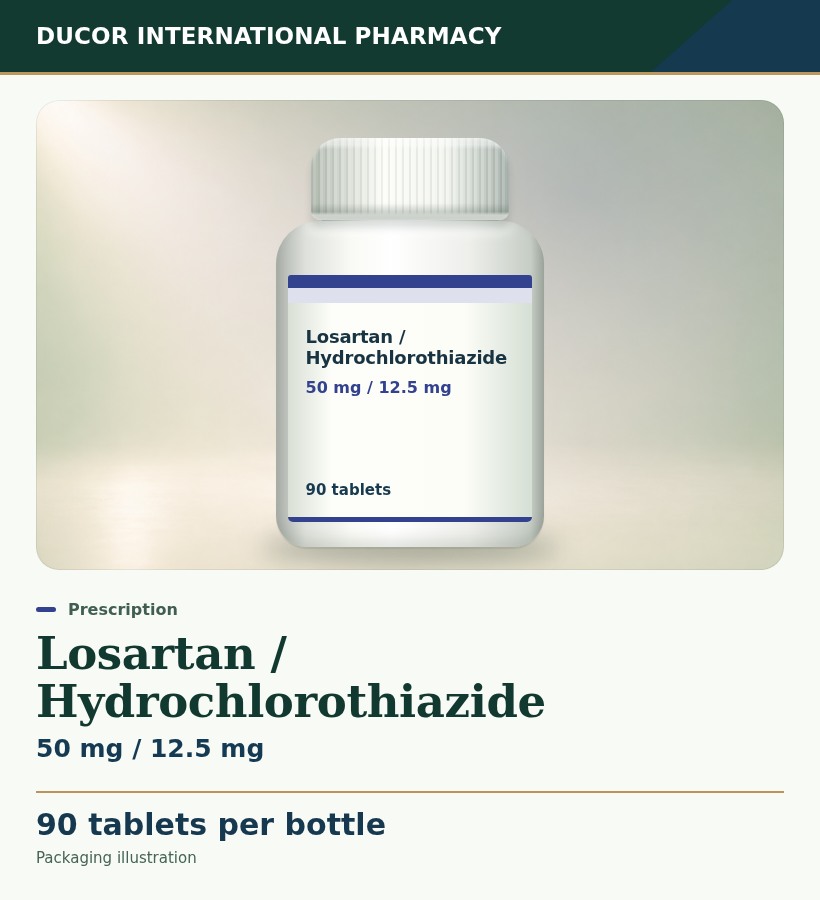 DUCOR INTERNATIONAL PHARMACY
Losartan /
Hydrochlorothiazide
50 mg / 12.5 mg
90 tablets
Prescription
Losartan /
Hydrochlorothiazide
50 mg / 12.5 mg
90 tablets per bottle
Packaging illustration